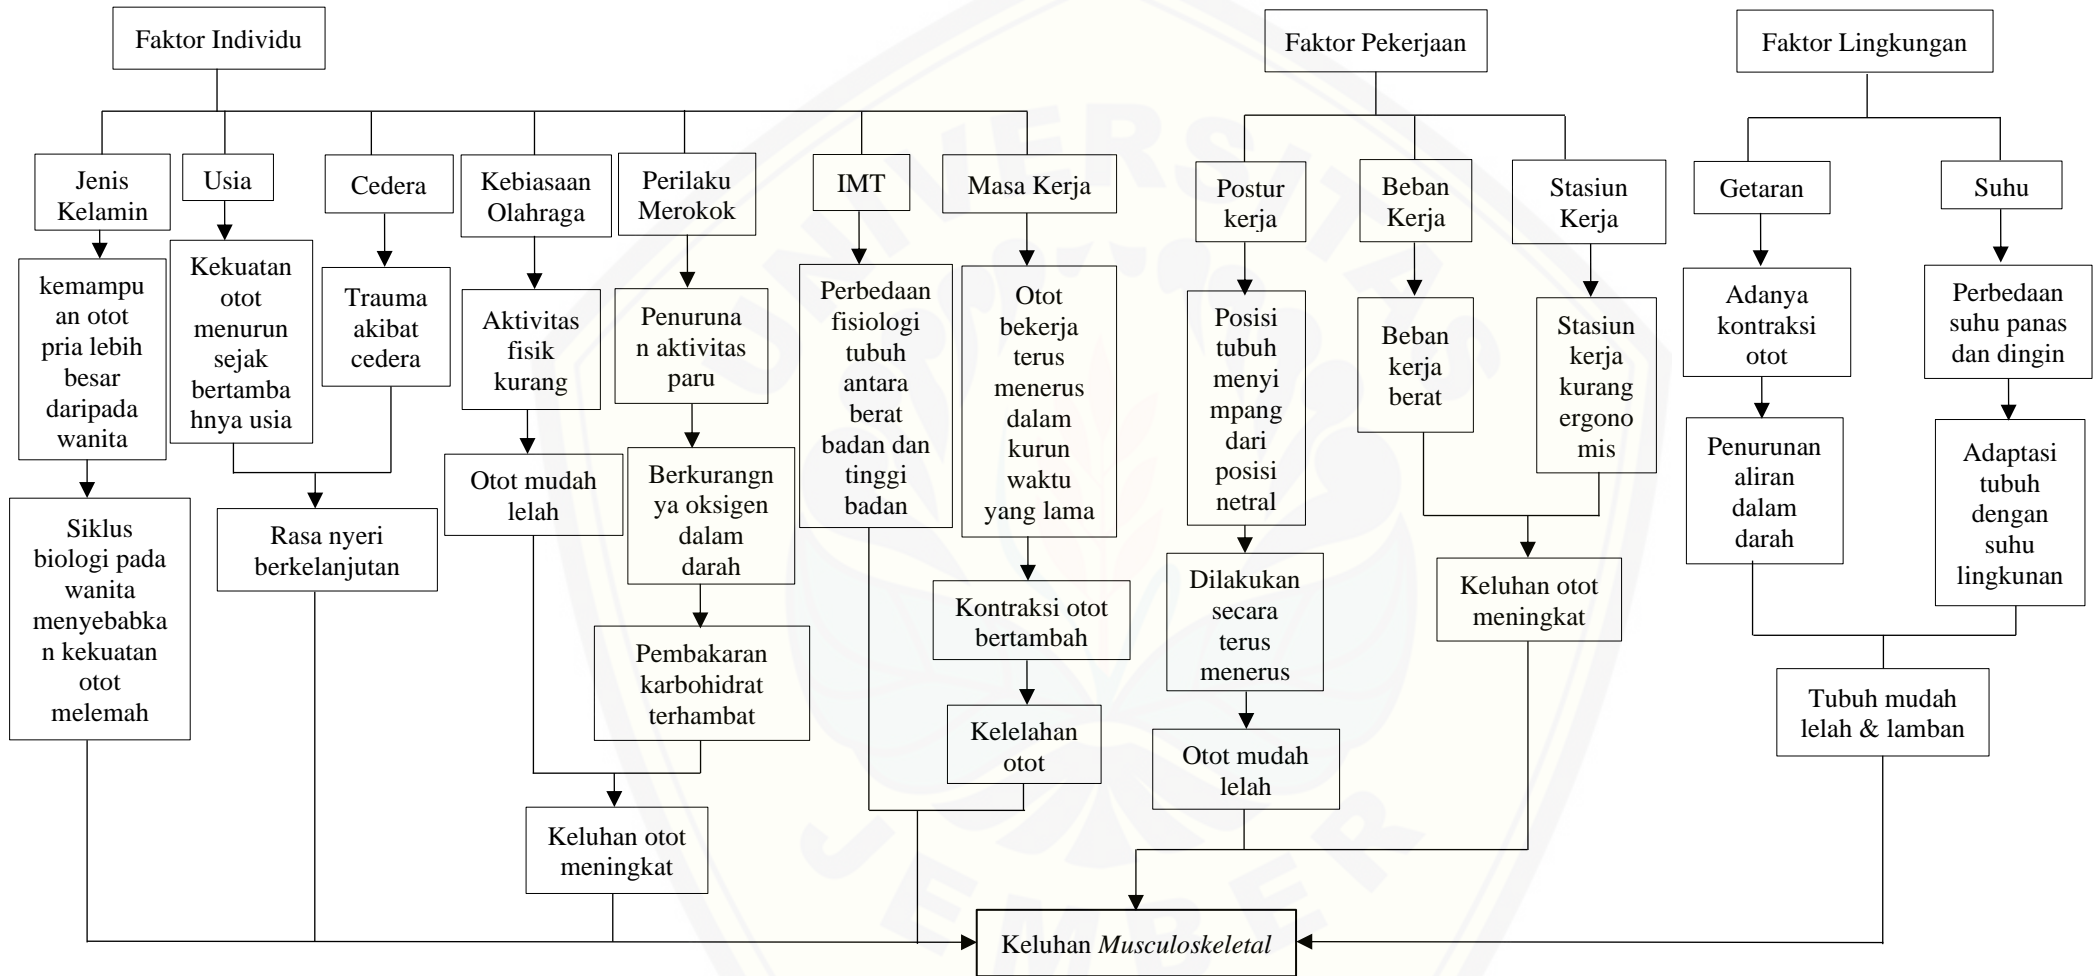 Faktor Individu
Faktor Pekerjaan
Faktor Lingkungan
Jenis
Kelamin
Usia
Cedera
Kebiasaan
Olahraga
Perilaku
Merokok
IMT
Masa Kerja
Postur
kerja
Beban
Kerja
Stasiun
Kerja
Getaran
Suhu
kemampu
an otot
pria lebih
besar
daripada
wanita
Kekuatan
otot
menurun
sejak
bertamba
hnya usia
Trauma
akibat
cedera
Aktivitas
fisik
kurang
Penuruna
n aktivitas
paru
Perbedaan
fisiologi
tubuh
antara
berat
badan dan
tinggi
badan
Otot
bekerja
terus
menerus
dalam
kurun
waktu
yang lama
Posisi
tubuh
menyi
mpang
dari
posisi
netral
Beban
kerja
berat
Stasiun
kerja
kurang
ergono
mis
Adanya
kontraksi
otot
Perbedaan
suhu panas
dan dingin
Siklus
biologi pada
wanita
menyebabka
n kekuatan
otot
melemah
Rasa nyeri
berkelanjutan
Otot mudah
lelah
Berkurangn
ya oksigen
dalam
darah
Kontraksi otot
bertambah
Dilakukan
secara
terus
menerus
Keluhan otot
meningkat
Penurunan
aliran
dalam
darah
Adaptasi
tubuh
dengan
suhu
lingkunan
Pembakaran
karbohidrat
terhambat
Kelelahan
otot
Otot mudah
lelah
Tubuh mudah
lelah & lamban
Keluhan otot
meningkat
Keluhan Musculoskeletal
UNIVERSITAS
JEMBER